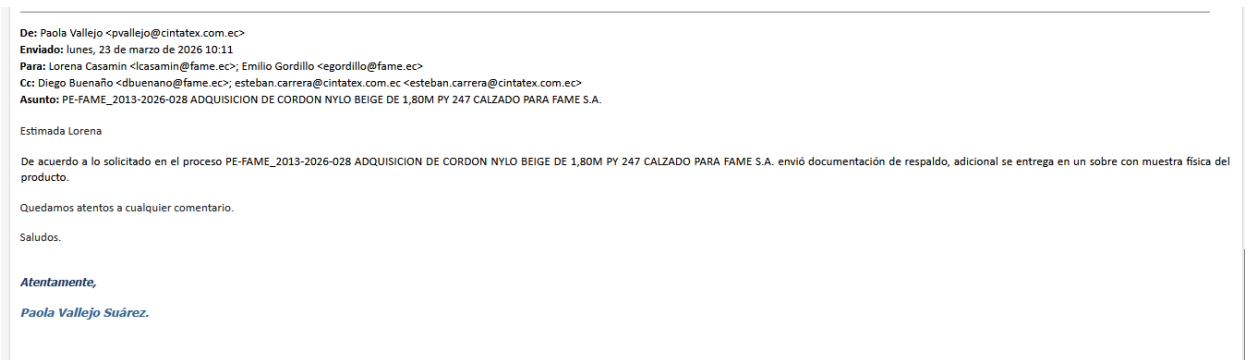 De: Paola Vallejo <pvallejo@cintatex.com.ec>
Enviado: lunes, 23 de marzo de 2026 10:11
Para: Lorena Casamin <lcasamin@fame.ec>; Emilio Gordillo <egordillo@fame.ec>
Cc: Diego Buenaño <dbuenano@fame.ec>; esteban.carrera@cintatex.com.ec <esteban.carrera@cintatex.com.ec>
Asunto: PE-FAME_2013-2026-028 ADQUISICION DE CORDON NYLO BEIGE DE 1,80M PY 247 CALZADO PARA FAME S.A.
Estimada Lorena
De acuerdo a lo solicitado en el proceso PE-FAME_2013-2026-028 ADQUISICION DE CORDON NYLO BEIGE DE 1,80M PY 247 CALZADO PARA FAME S.A. envió documentación de respaldo, adicional se entrega en un sobre con muestra física del
producto.
Quedamos atentos a cualquier comentario.
Saludos.
Atentamente,
Paola Vallejo Suárez.